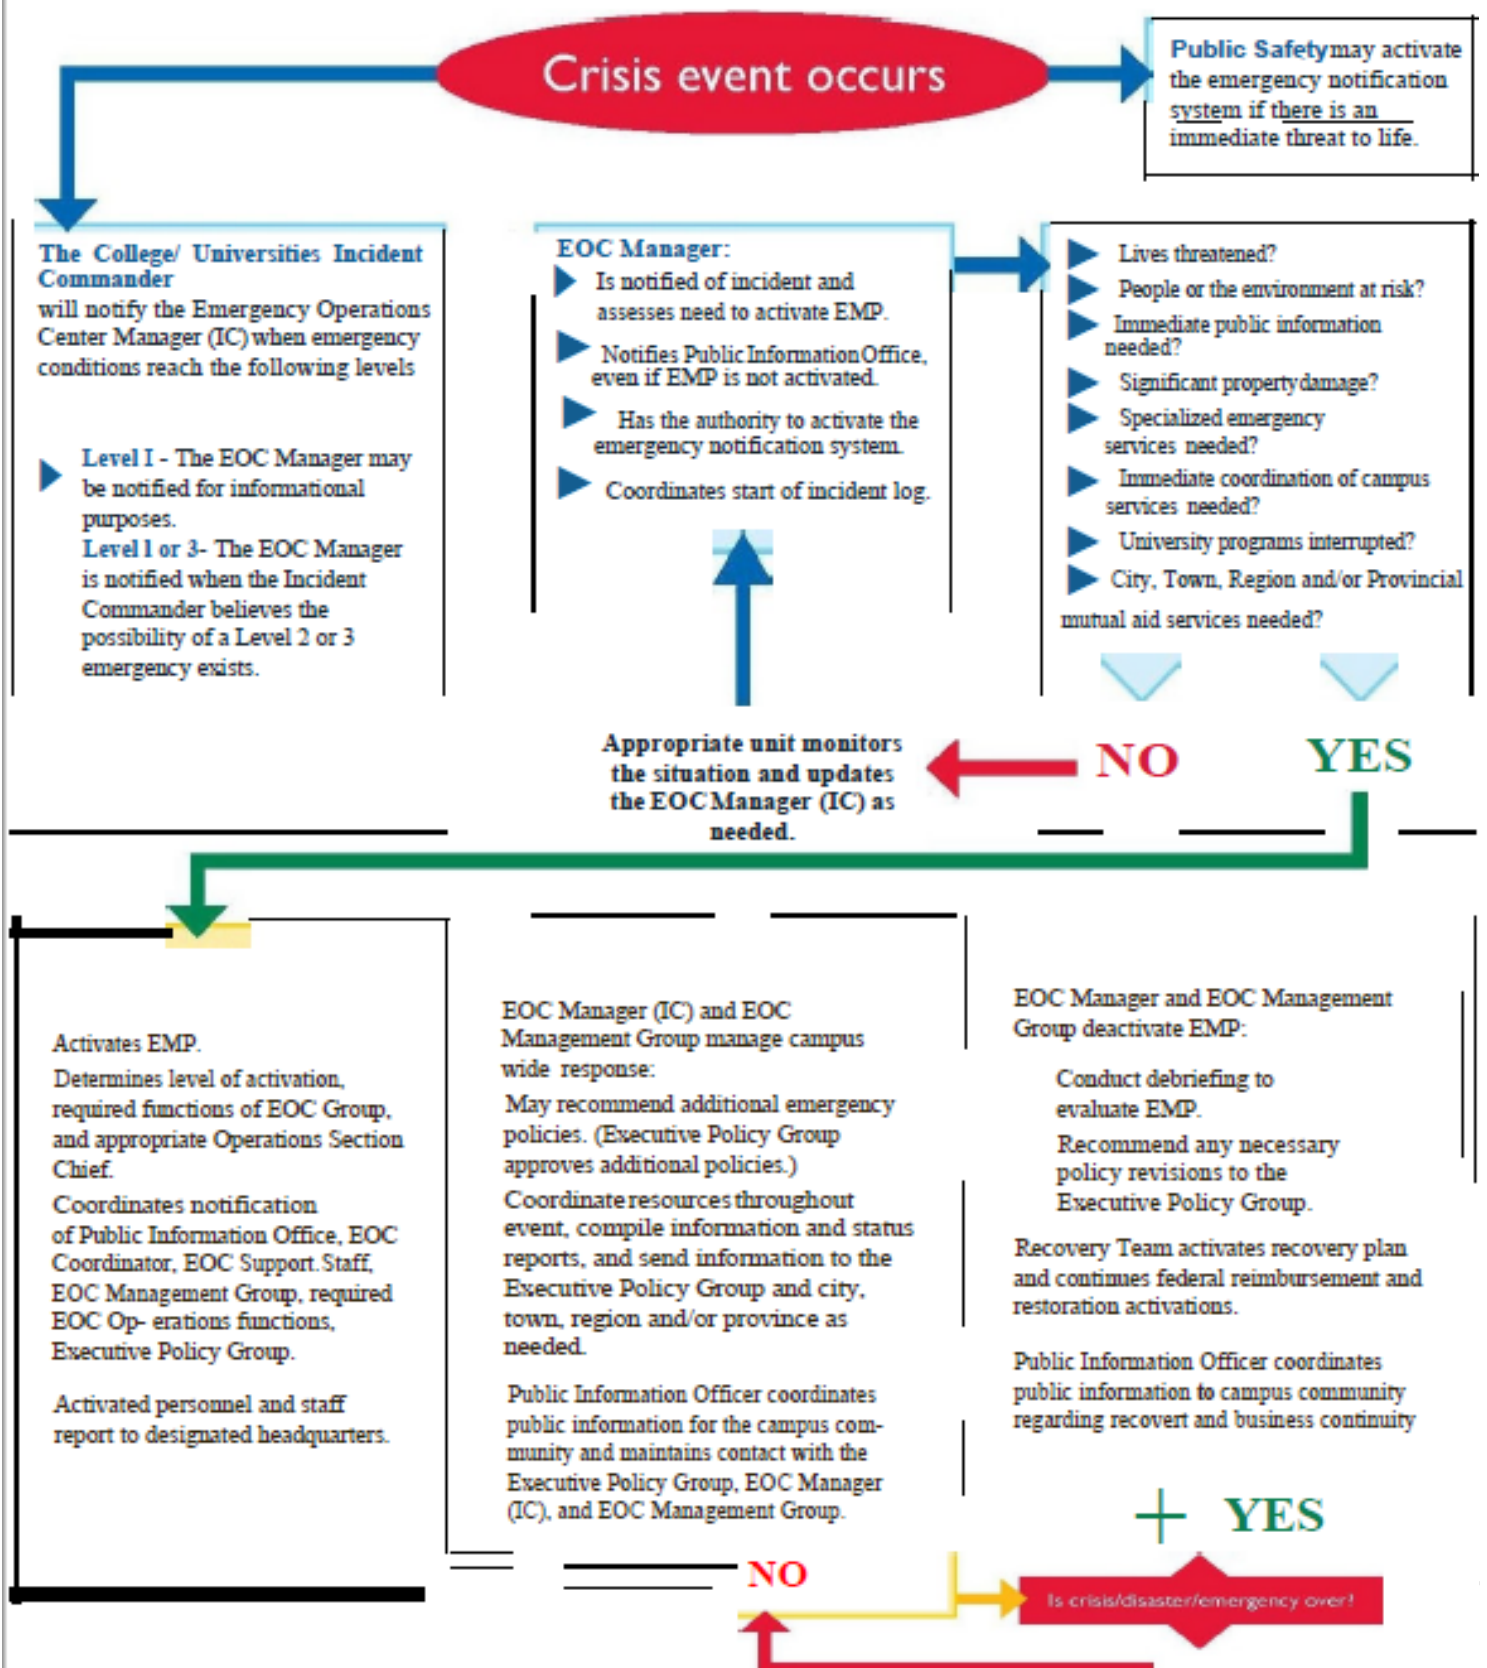 Crisis event occurs
Public Safety may activate
the emergency notification
system if there is an
immediate threat to life.
The College/ Universities Incident
Commander
will notify the Emergency Operations
Center Manager (IC) when emergency
conditions reach the following levels
Level I - The EOC Manager may
be notified for informational
purposes.
Level l or 3- The EOC Manager
is notified when the Incident
Commander believes the
possibility of a Level 2 or 3
emergency exists.
EOC Manager:
Is notified of incident and
assesses need to activate EMP.
Notifies Public Information Office,
even if EMP is not activated.
Has the authority to activate the
emergency notification system.
Coordinates start of incident log.
Lives threatened?
People or the environment at risk?
Immediate public information
needed?
Significant property damage?
Specialized emergency
services needed?
Immediate coordination of campus
services needed?
University programs interrupted?
City, Town, Region and/or Provincial
mutual aid services needed?
NO
YES
Appropriate unit monitors
the situation and updates
the EOC Manager (IC) as
needed.
Activates EMP.
Determines level of activation,
required functions of EOC Group,
and appropriate Operations Section
Chief.
Coordinates notification
of Public Information Office, EOC
Coordinator, EOC Support.Staff,
EOC Management Group, required
EOC Op- erations functions,
Executive Policy Group.
Activated personnel and staff
report to designated headquarters.
EOC Manager (IC) and EOC
Management Group manage campus
wide response:
May recommend additional emergency
policies. (Executive Policy Group
approves additional policies.)
Coordinate resources throughout
event, compile information and status
reports, and send information to the
Executive Policy Group and city,
town, region and/or province as
needed.
Public Information Officer coordinates
public information for the campus com-
munity and maintains contact with the
Executive Policy Group, EOC Manager
(IC), and EOC Management Group.
NO
EOC Manager and EOC Management
Group deactivate EMP:
Conduct debriefing to
evaluate EMP.
Recommend any necessary
policy revisions to the
Executive Policy Group.
Recovery Team activates recovery plan
and continues federal reimbursement and
restoration activations.
Public Information Officer coordinates
public information to campus community
regarding recovert and business continuity
+ YES
Is crisis/disaster/emergency over?